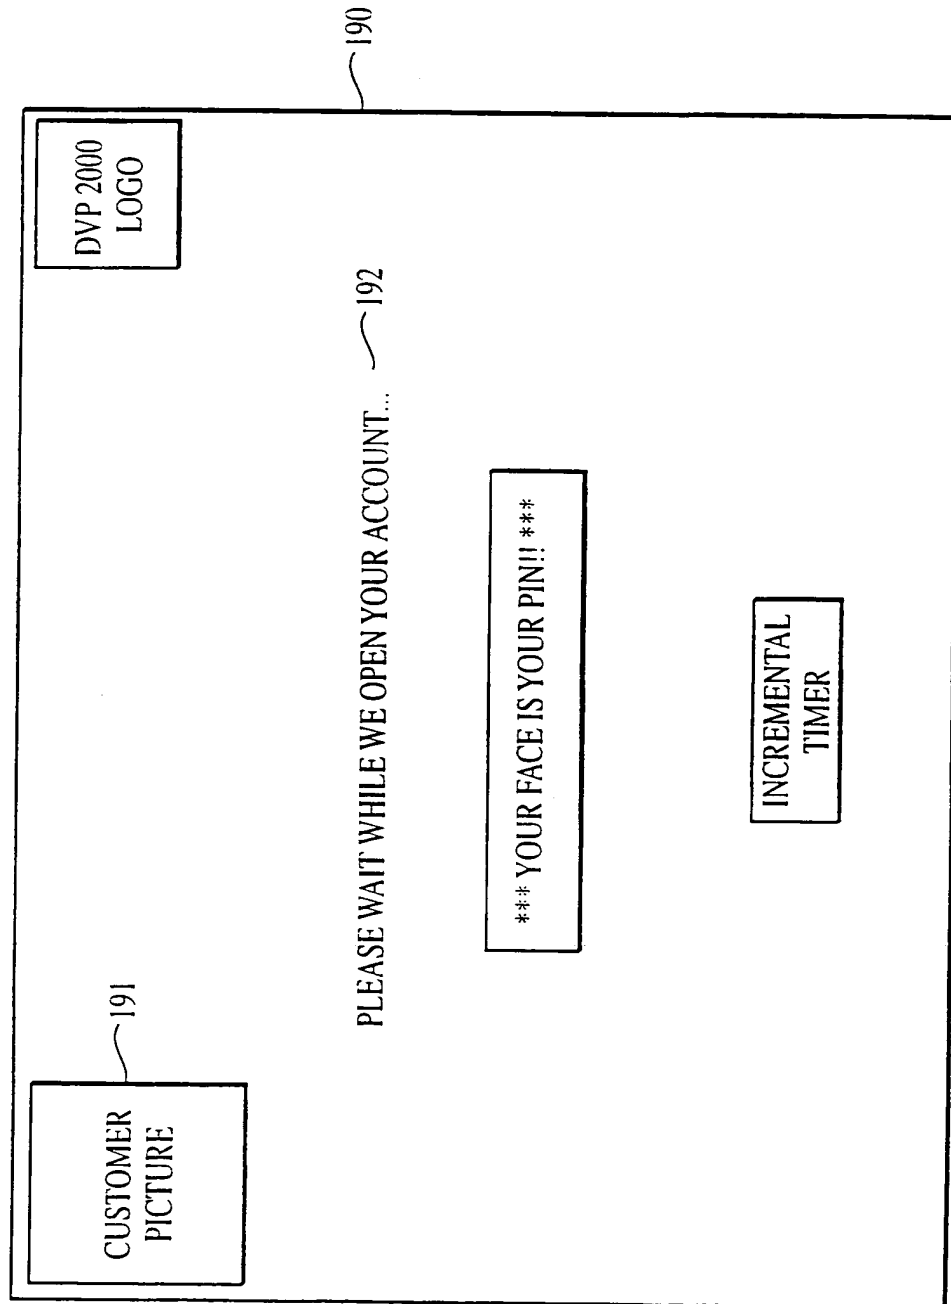 CUSTOMER
PICTURE
191
DVP 2000
LOGO
190
PLEASE WAIT WHILE WE OPEN YOUR ACCOUNT...
192
*** YOUR FACE IS YOUR PIN!! ***
INCREMENTAL
TIMER